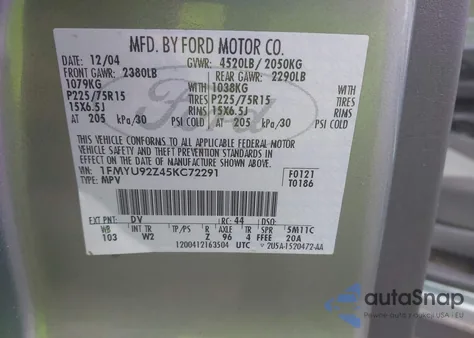 MFD. BY FORD MOTOR CO.
DATE: 12/04 GVWR: 4520LB/ 2050KG
FRONT GAWR: 2380LB REAR GAWR: 2290LB
1079KG WITH 1038KG WITH
P225/75R15 TIRES P225/75R15 TIRES
15X6.5J RIMS 15X6.5J RIMS
AT 205 kPa/30 PSI COLD AT 205 kPa/30 PSI COLD
THIS VEHICLE CONFORMS TO ALL APPLICABLE FEDERAL MOTOR
VEHICLE SAFETY AND THEFT PREVENTION STANDARDS IN
EFFECT ON THE DATE OF MANUFACTURE SHOWN ABOVE.
VIN: 1FMYU92Z45KC72291 F0121
TYPE: MPV T0186
EXT PNT: DV RC: 44 DSO:
WB INT TR TP/PS R AXLE TR SPR 5M11C
103 W2 Z 96 4 FFEE 20A
1200412163504 UTC 2U5A-1520472-AA
Ford
autoSnap